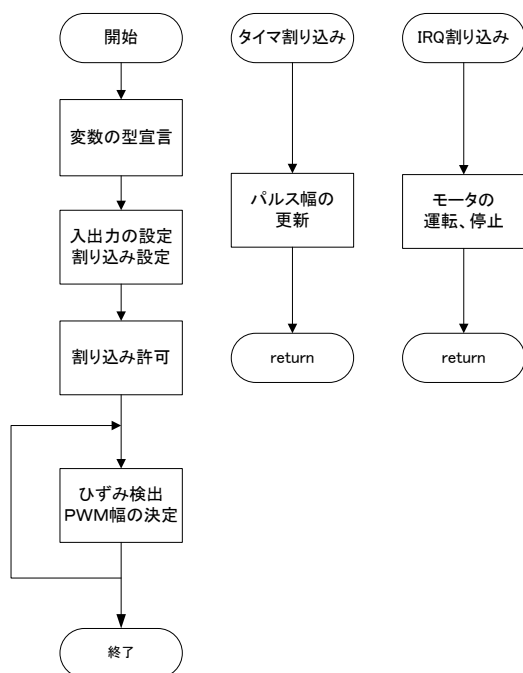 開始
変数の型宣言
入出力の設定
割り込み設定
割り込み許可
ひずみ検出
PWM幅の決定
終了
タイマ割り込み
パルス幅の
更新
return
IRQ割り込み
モータの
運転、停止
return